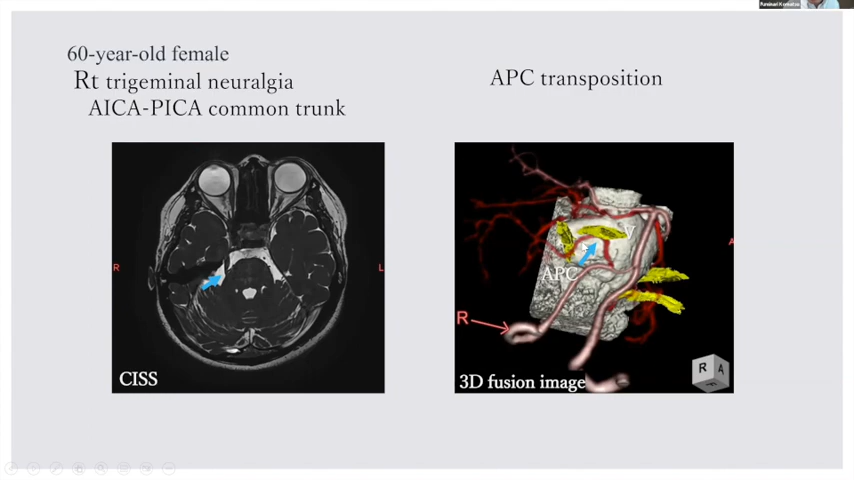 60-year-old female
Rt trigeminal neuralgia
AICA-PICA common trunk
APC transposition
R
L
CISS
V
A
APC
R
3D fusion image
R
A